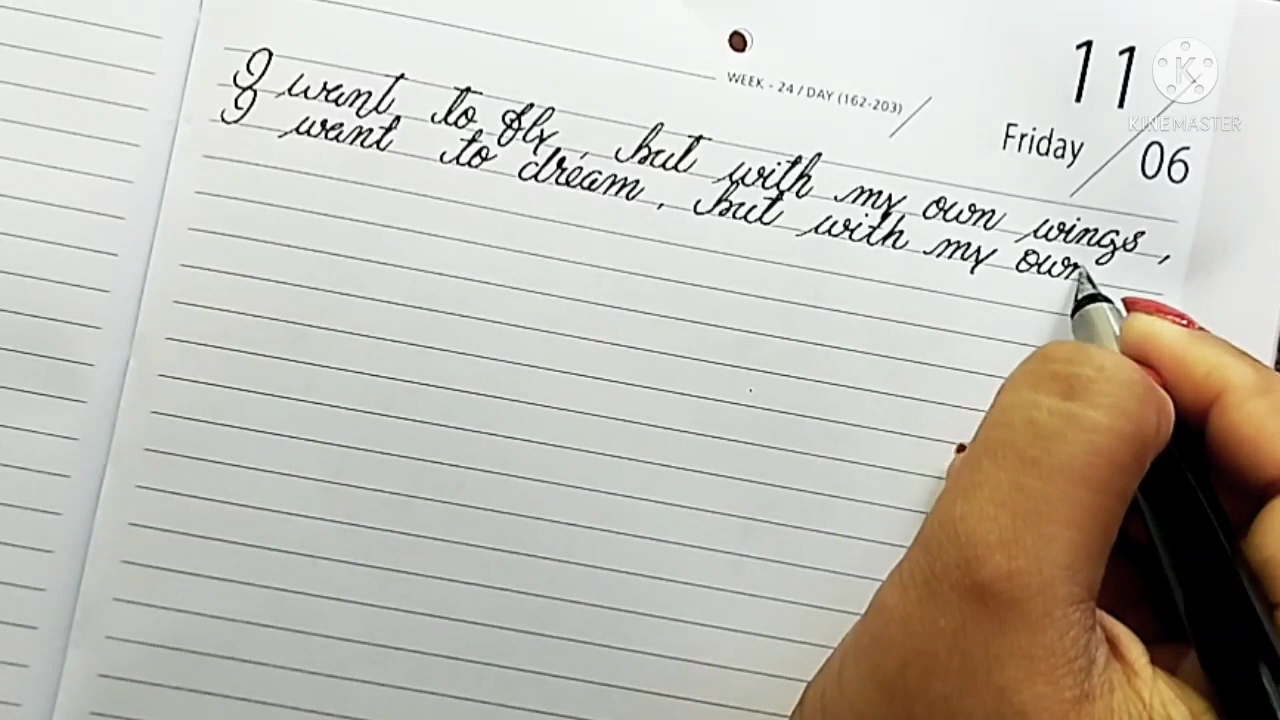 11
WEEK - 24 / DAY (162-203)
KINEMASTER
Friday
06
I want to fly, but with my own wings,
I want to dream, but with my own